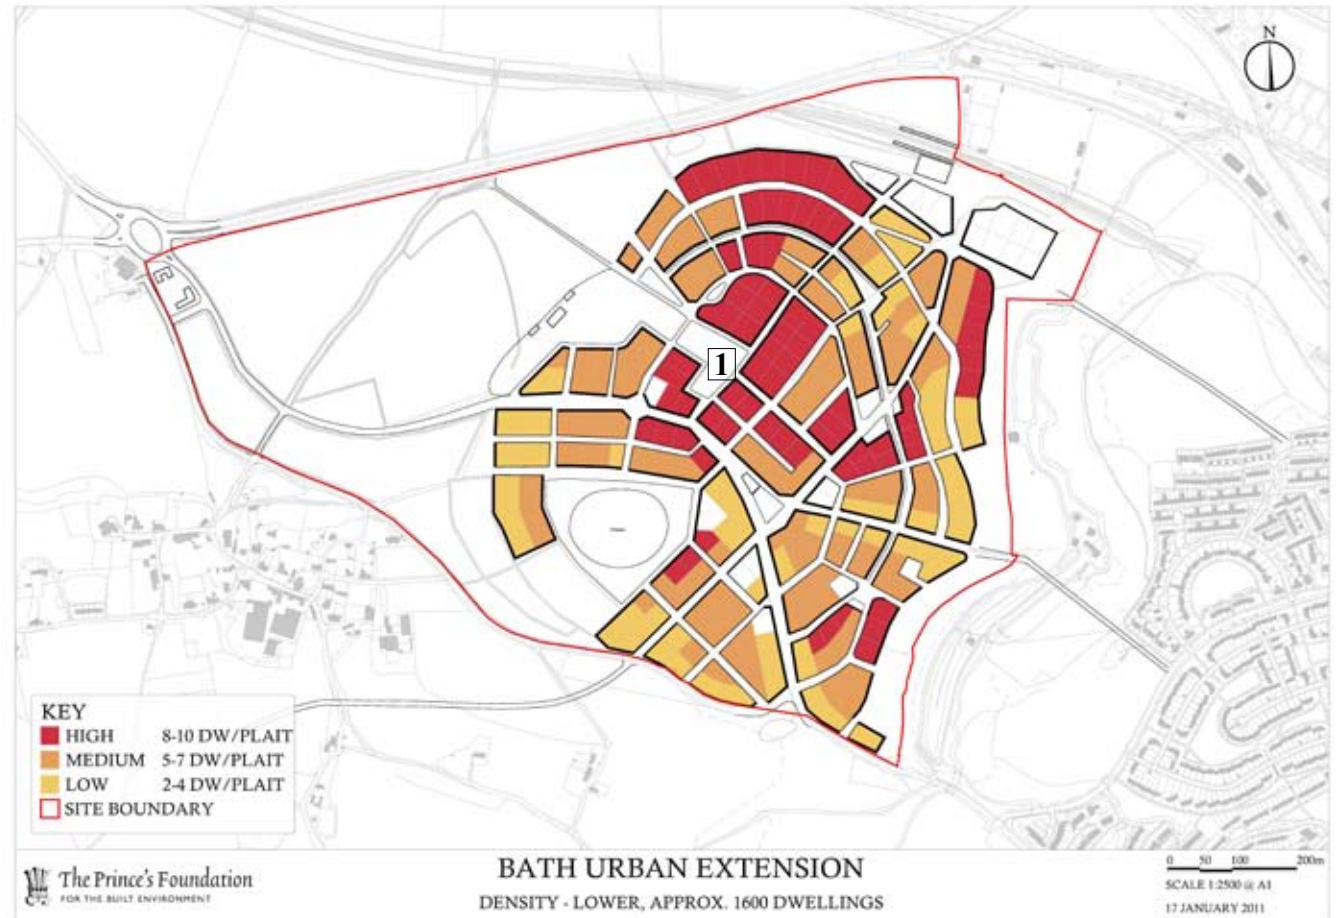 N
1
KEY
HIGH 8-10 DW/PLAIT
MEDIUM 5-7 DW/PLAIT
LOW 2-4 DW/PLAIT
SITE BOUNDARY
The Prince's Foundation
FOR THE BUILT ENVIRONMENT
BATH URBAN EXTENSION
DENSITY - LOWER, APPROX. 1600 DWELLINGS
0 50 100 200m
SCALE 1:2500 @ A1
17 JANUARY 2011